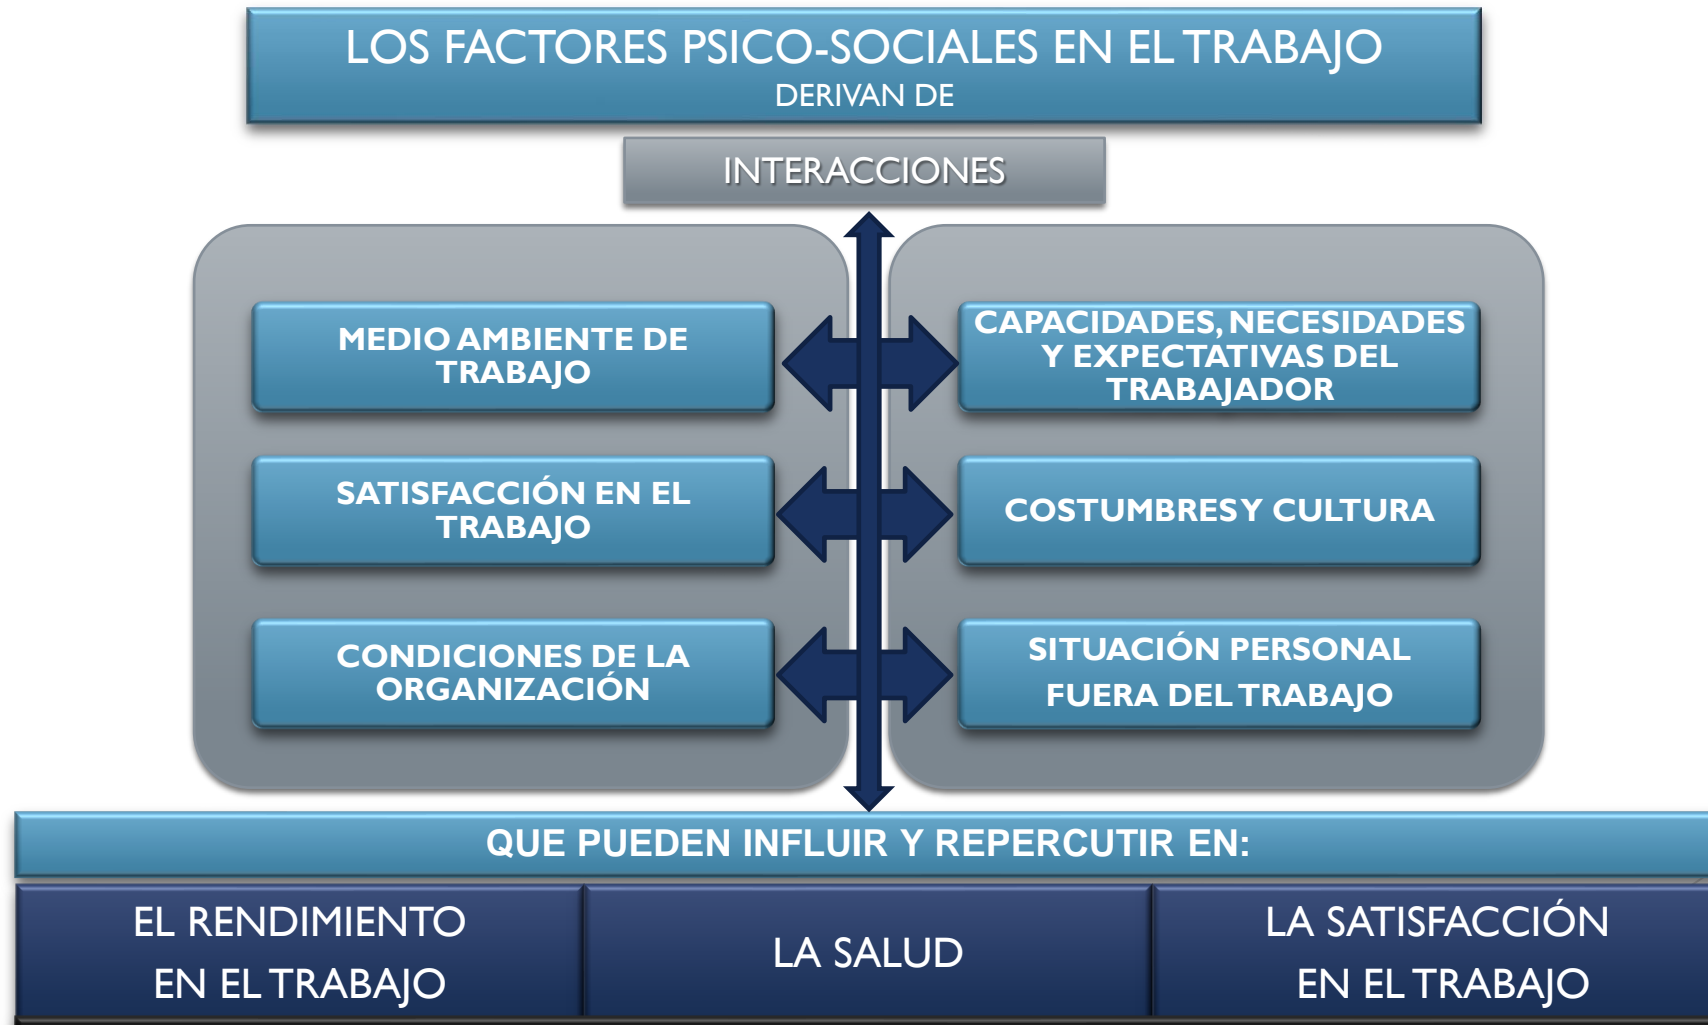 LOS FACTORES PSICO-SOCIALES EN EL TRABAJO
DERIVAN DE
INTERACCIONES
MEDIO AMBIENTE DE
TRABAJO
CAPACIDADES, NECESIDADES
Y EXPECTATIVAS DEL
TRABAJADOR
SATISFACCIÓN EN EL
TRABAJO
COSTUMBRES Y CULTURA
CONDICIONES DE LA
ORGANIZACIÓN
SITUACIÓN PERSONAL
FUERA DEL TRABAJO
QUE PUEDEN INFLUIR Y REPERCUTIR EN:
EL RENDIMIENTO
EN EL TRABAJO
LA SALUD
LA SATISFACCIÓN
EN EL TRABAJO